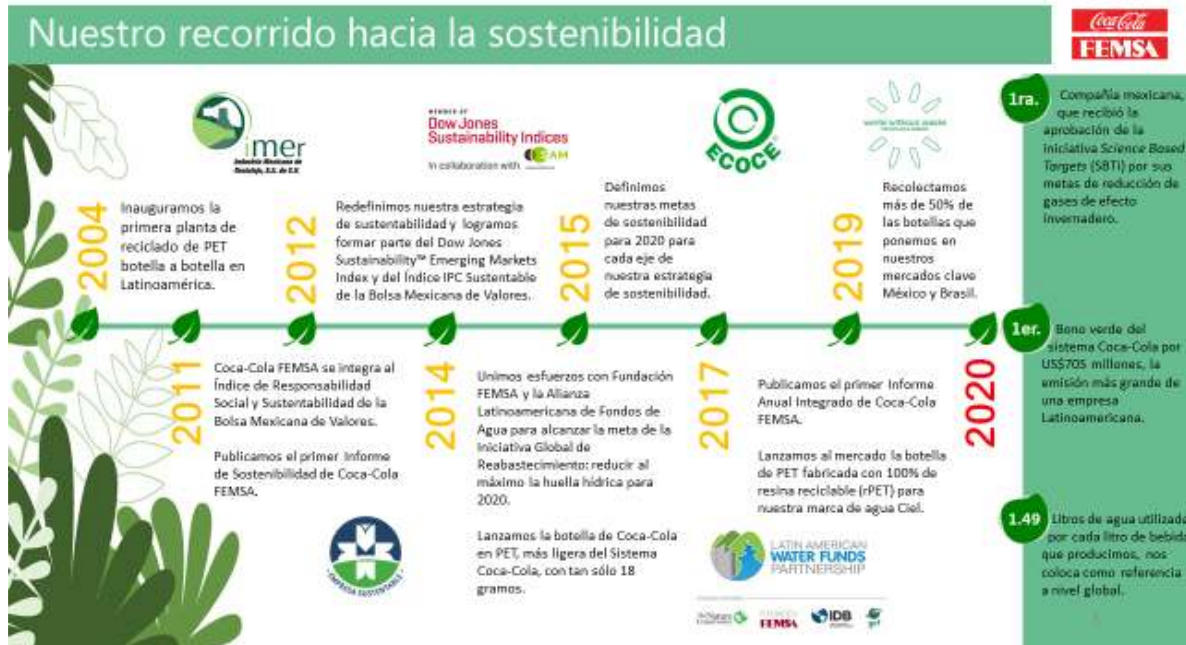 Nuestro recorrido hacia la sostenibilidad
Coca-Cola
FEMSA
imer
Industria Mexicana de
Reciclaje, S.A. de C.V.
MEMBER OF
Dow Jones
Sustainability Indices
In collaboration with
ECOCE
2004
Inauguramos la
primera planta de
reciclado de PET
botella a botella en
Latinoamérica.
2012
Redefinimos nuestra estrategia
de sustentabilidad y logramos
formar parte del Dow Jones
Sustainability™ Emerging Markets
Index y del Índice IPC Sustentable
de la Bolsa Mexicana de Valores.
2015
Definimos
nuestras metas
de sostenibilidad
para 2020 para
cada eje de
nuestra estrategia
de sostenibilidad.
2019
Recolectamos
más de 50% de
las botellas que
ponemos en
nuestros
mercados clave
México y Brasil.
2011
Coca-Cola FEMSA se integra al
Índice de Responsabilidad
Social y Sustentabilidad de la
Bolsa Mexicana de Valores.
Publicamos el primer Informe
de Sostenibilidad de Coca-Cola
FEMSA.
EMPRESA SUSTENTABLE
2014
Unimos esfuerzos con Fundación
FEMSA y la Alianza
Latinoamericana de Fondos de
Agua para alcanzar la meta de la
Iniciativa Global de
Reabastecimiento: reducir al
máximo la huella hídrica para
2020.
Lanzamos la botella de Coca-Cola
en PET, más ligera del Sistema
Coca-Cola, con tan sólo 18
gramos.
2017
Publicamos el primer Informe
Anual Integrado de Coca-Cola
FEMSA.
Lanzamos al mercado la botella
de PET fabricada con 100% de
resina reciclable (rPET) para
nuestra marca de agua Ciel.
LATIN AMERICAN
WATER FUNDS
PARTNERSHIP
FEMSA
IDB
gef
2020
1ra.
Compañía mexicana,
que recibió la
aprobación de la
iniciativa Science Based
Targets (SBTi) por sus
metas de reducción de
gases de efecto
invernadero.
1er.
Bono verde del
sistema Coca-Cola por
US$705 millones, la
emisión más grande de
una empresa
Latinoamericana.
1.49
Litros de agua utilizada
por cada litro de bebida
que producimos, nos
coloca como referencia
a nivel global.